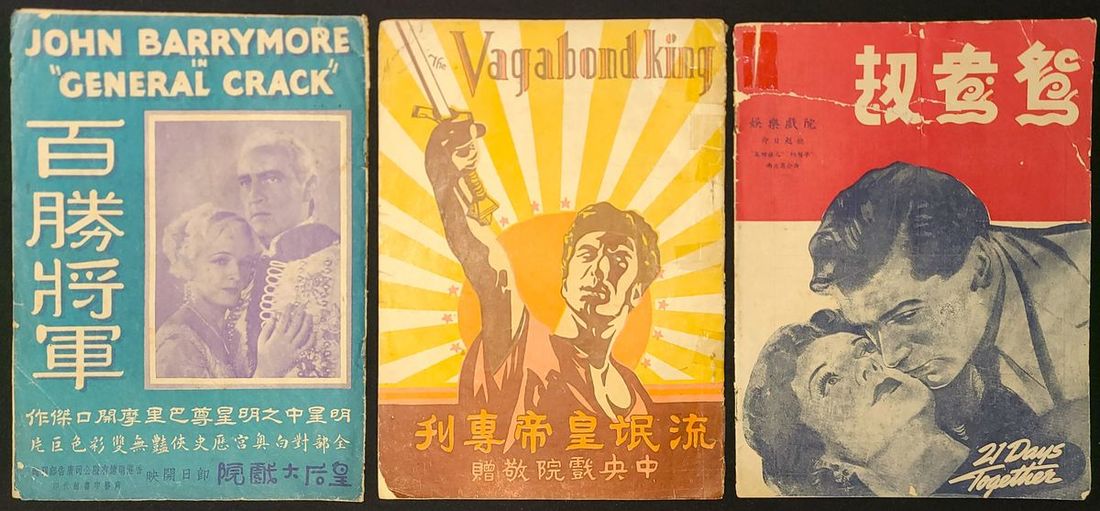 JOHN BARRYMORE
IN
"GENERAL CRACK"
百勝將軍
明星中之明星尊巴里摩開口傑作
全部對白奧宮歷史俠豔無雙彩色巨片
皇后大戲院 即日開映
The Vagabond king
流氓皇帝專刊
中央戲院敬贈
鴛鴦刼
娛樂戲院
21 Days
Together